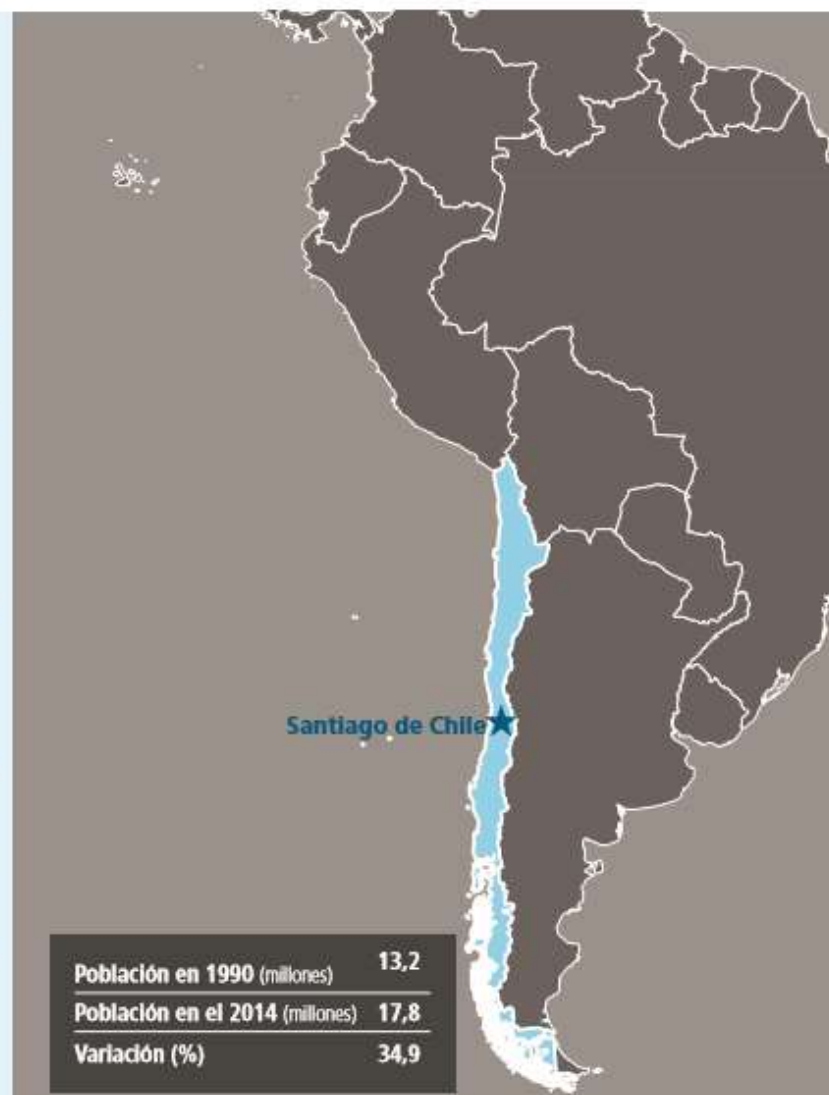 Santiago de Chile
Población en 1990 (millones) 13,2
Población en el 2014 (millones) 17,8
Variación (%) 34,9